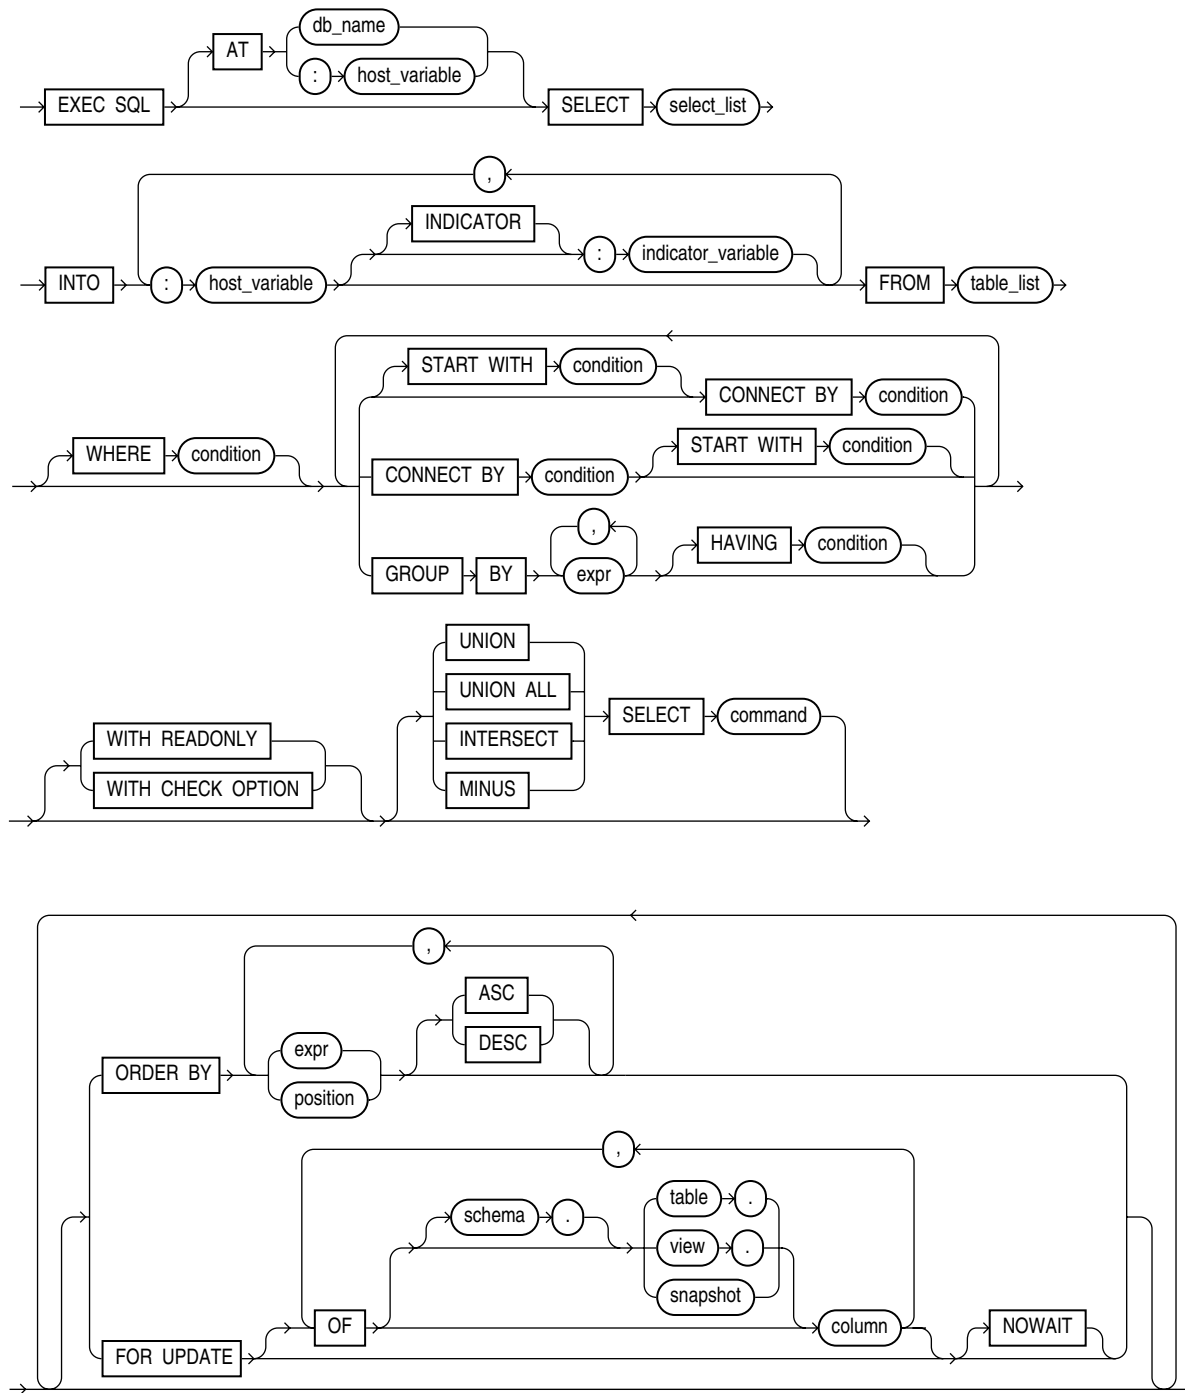 db_name
AT
: host_variable
EXEC SQL SELECT select_list
,
INDICATOR
: indicator_variable
INTO : host_variable FROM table_list
START WITH condition
CONNECT BY condition
START WITH condition
WHERE condition
CONNECT BY condition
,
HAVING condition
GROUP BY expr
UNION
UNION ALL
SELECT command
WITH READONLY INTERSECT
WITH CHECK OPTION MINUS
,
ASC
DESC
expr
ORDER BY
position
,
table .
schema .
view .
snapshot
OF column NOWAIT
FOR UPDATE